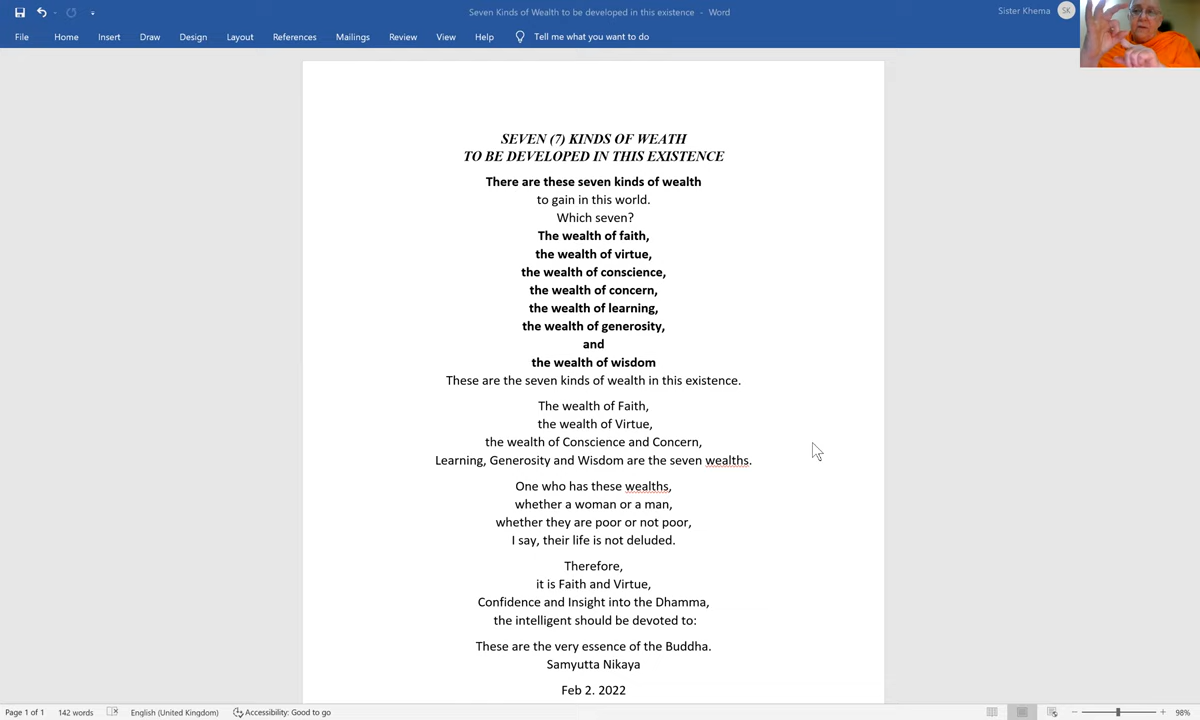 Seven Kinds of Wealth to be developed in this existence - Word
Sister Khema
SK
File Home Insert Draw Design Layout References Mailings Review View Help Tell me what you want to do
SEVEN (7) KINDS OF WEATH
TO BE DEVELOPED IN THIS EXISTENCE
There are these seven kinds of wealth
to gain in this world.
Which seven?
The wealth of faith,
the wealth of virtue,
the wealth of conscience,
the wealth of concern,
the wealth of learning,
the wealth of generosity,
and
the wealth of wisdom
These are the seven kinds of wealth in this existence.
The wealth of Faith,
the wealth of Virtue,
the wealth of Conscience and Concern,
Learning, Generosity and Wisdom are the seven wealths.
One who has these wealths,
whether a woman or a man,
whether they are poor or not poor,
I say, their life is not deluded.
Therefore,
it is Faith and Virtue,
Confidence and Insight into the Dhamma,
the intelligent should be devoted to:
These are the very essence of the Buddha.
Samyutta Nikaya
Feb 2. 2022
Page 1 of 1 142 words English (United Kingdom) Accessibility: Good to go 98%